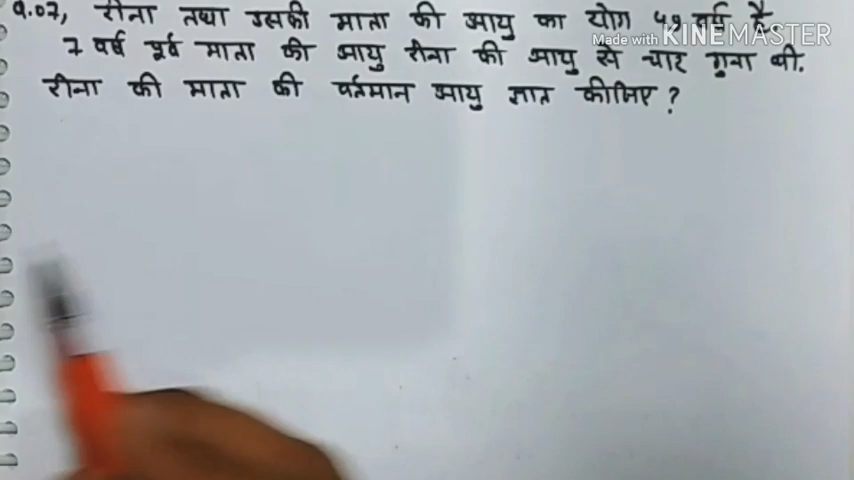 Q.07, रीना तथा उसकी माता की आयु का योग 49 वर्ष है
7 वर्ष पूर्व माता की आयु रीना की आयु से चार गुना थी.
रीना की माता की वर्तमान आयु ज्ञात कीजिए ?
Made with KINEMASTER